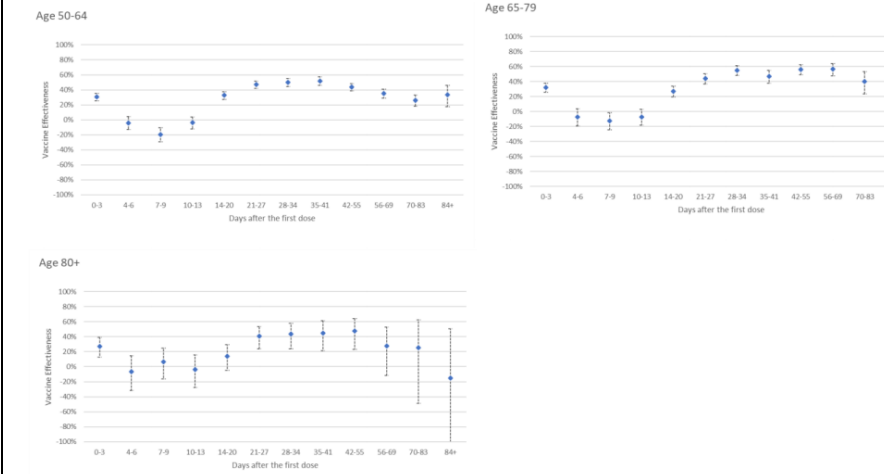 Age 50-64
100%
80%
60%
40%
20%
0%
-20%
-40%
-60%
-80%
-100%
Vaccine Effectiveness
0-3 4-6 7-9 10-13 14-20 21-27 28-34 35-41 42-55 56-69 70-83 84+
Days after the first dose
Age 65-79
100%
80%
60%
40%
20%
0%
-20%
-40%
-60%
-80%
-100%
Vaccine Effectiveness
0-3 4-6 7-9 10-13 14-20 21-27 28-34 35-41 42-55 56-69 70-83
Days after the first dose
Age 80+
100%
80%
60%
40%
20%
0%
-20%
-40%
-60%
-80%
-100%
Vaccine Effectiveness
0-3 4-6 7-9 10-13 14-20 21-27 28-34 35-41 42-55 56-69 70-83 84+
Days after the first dose